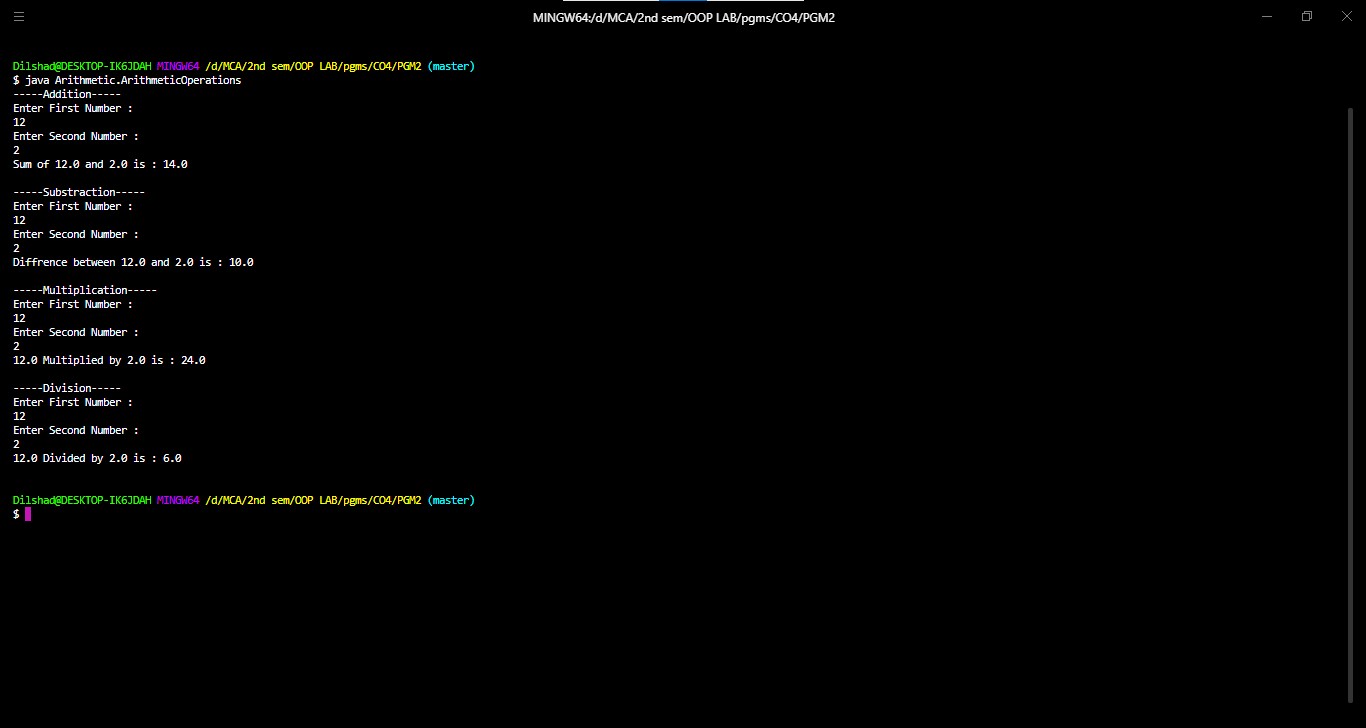 MINGW64:/d/MCA/2nd sem/OOP LAB/pgms/CO4/PGM2
Dilshad@DESKTOP-IK6JDAH MINGW64 /d/MCA/2nd sem/OOP LAB/pgms/CO4/PGM2 (master)
$ java Arithmetic.ArithmeticOperations
-----Addition-----
Enter First Number :
12
Enter Second Number :
2
Sum of 12.0 and 2.0 is : 14.0
-----Substraction-----
Enter First Number :
12
Enter Second Number :
2
Diffrence between 12.0 and 2.0 is : 10.0
-----Multiplication-----
Enter First Number :
12
Enter Second Number :
2
12.0 Multiplied by 2.0 is : 24.0
-----Division-----
Enter First Number :
12
Enter Second Number :
2
12.0 Divided by 2.0 is : 6.0
Dilshad@DESKTOP-IK6JDAH MINGW64 /d/MCA/2nd sem/OOP LAB/pgms/CO4/PGM2 (master)
$